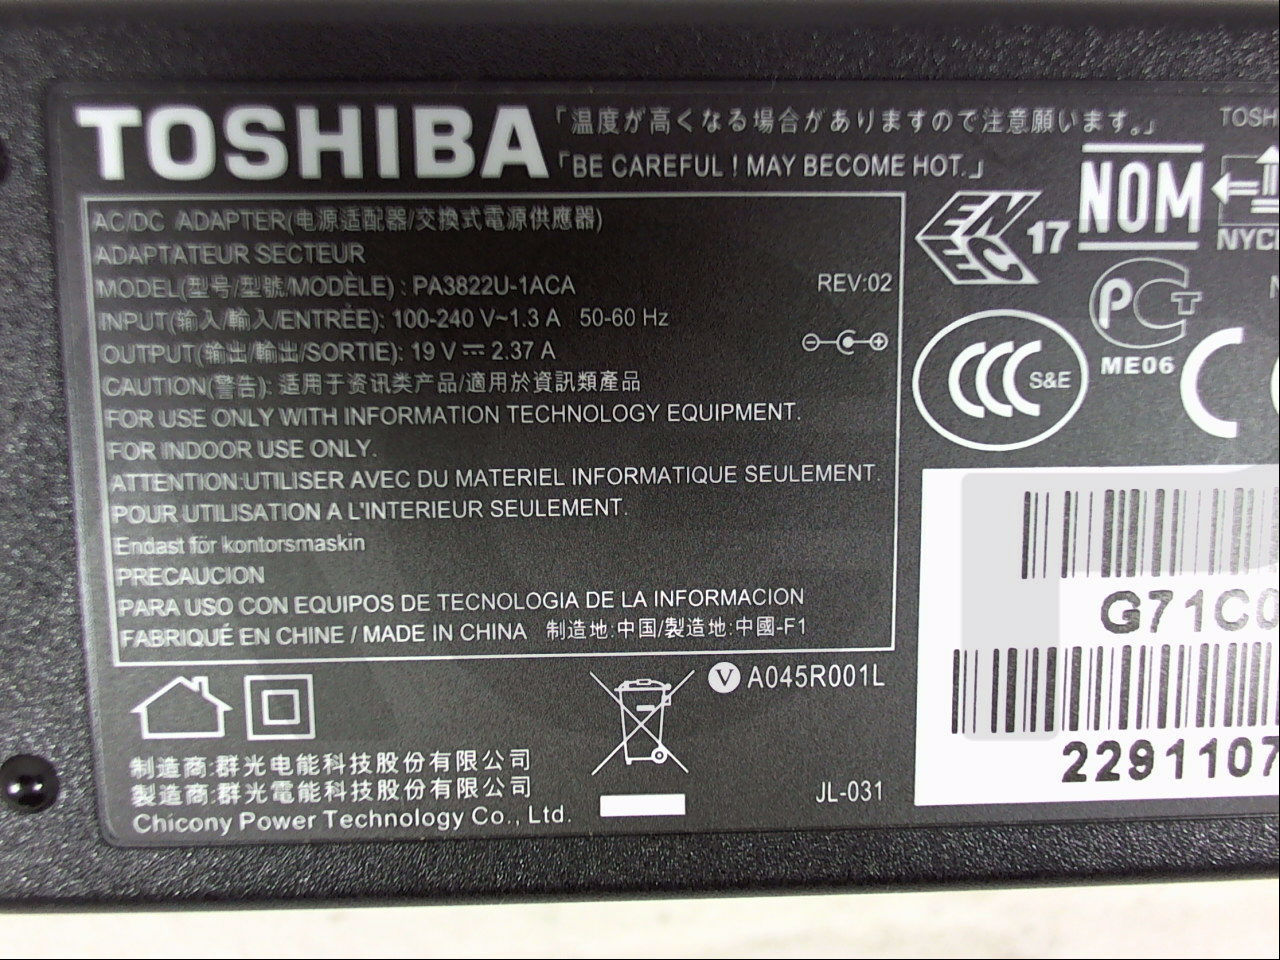 TOSHIBA
「温度が高くなる場合がありますので注意願います。」
「BE CAREFUL ! MAY BECOME HOT.」
TOSH
AC/DC ADAPTER(电源适配器/交換式電源供應器)
ADAPTATEUR SECTEUR
MODEL(型号/型號/MODÈLE) : PA3822U-1ACA REV:02
INPUT(输入/輸入/ENTRÉE): 100-240 V~1.3 A 50-60 Hz
OUTPUT(输出/輸出/SORTIE): 19 V ⎓ 2.37 A
CAUTION(警告): 适用于资讯类产品/適用於資訊類產品
FOR USE ONLY WITH INFORMATION TECHNOLOGY EQUIPMENT.
FOR INDOOR USE ONLY.
ATTENTION:UTILISER AVEC DU MATERIEL INFORMATIQUE SEULEMENT.
POUR UTILISATION A L'INTERIEUR SEULEMENT.
Endast för kontorsmaskin
PRECAUCION
PARA USO CON EQUIPOS DE TECNOLOGIA DE LA INFORMACION
FABRIQUÉ EN CHINE / MADE IN CHINA 制造地:中国/製造地:中國-F1
ENEC 17
NOM
NYCE
PCT
ME06
CCC S&E
CE
G71C0
2291107
V A045R001L
JL-031
制造商:群光电能科技股份有限公司
製造商:群光電能科技股份有限公司
Chicony Power Technology Co., Ltd.